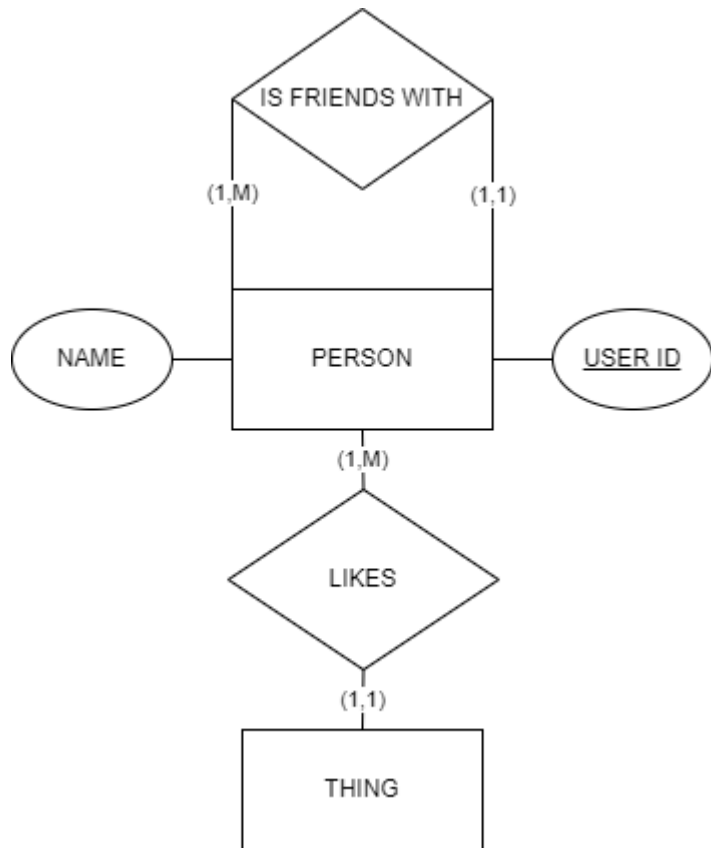 IS FRIENDS WITH
(1,M)
(1,1)
NAME
PERSON
USER ID
(1,M)
LIKES
(1,1)
THING